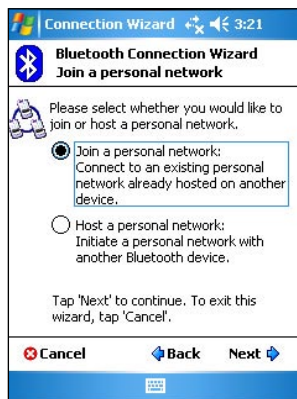 Connection Wizard 3:21
Bluetooth Connection Wizard
Join a personal network
Please select whether you would like to
join or host a personal network.
Join a personal network:
Connect to an existing personal
network already hosted on another
device.
Host a personal network:
Initiate a personal network with
another Bluetooth device.
Tap 'Next' to continue. To exit this
wizard, tap 'Cancel'.
Cancel Back Next